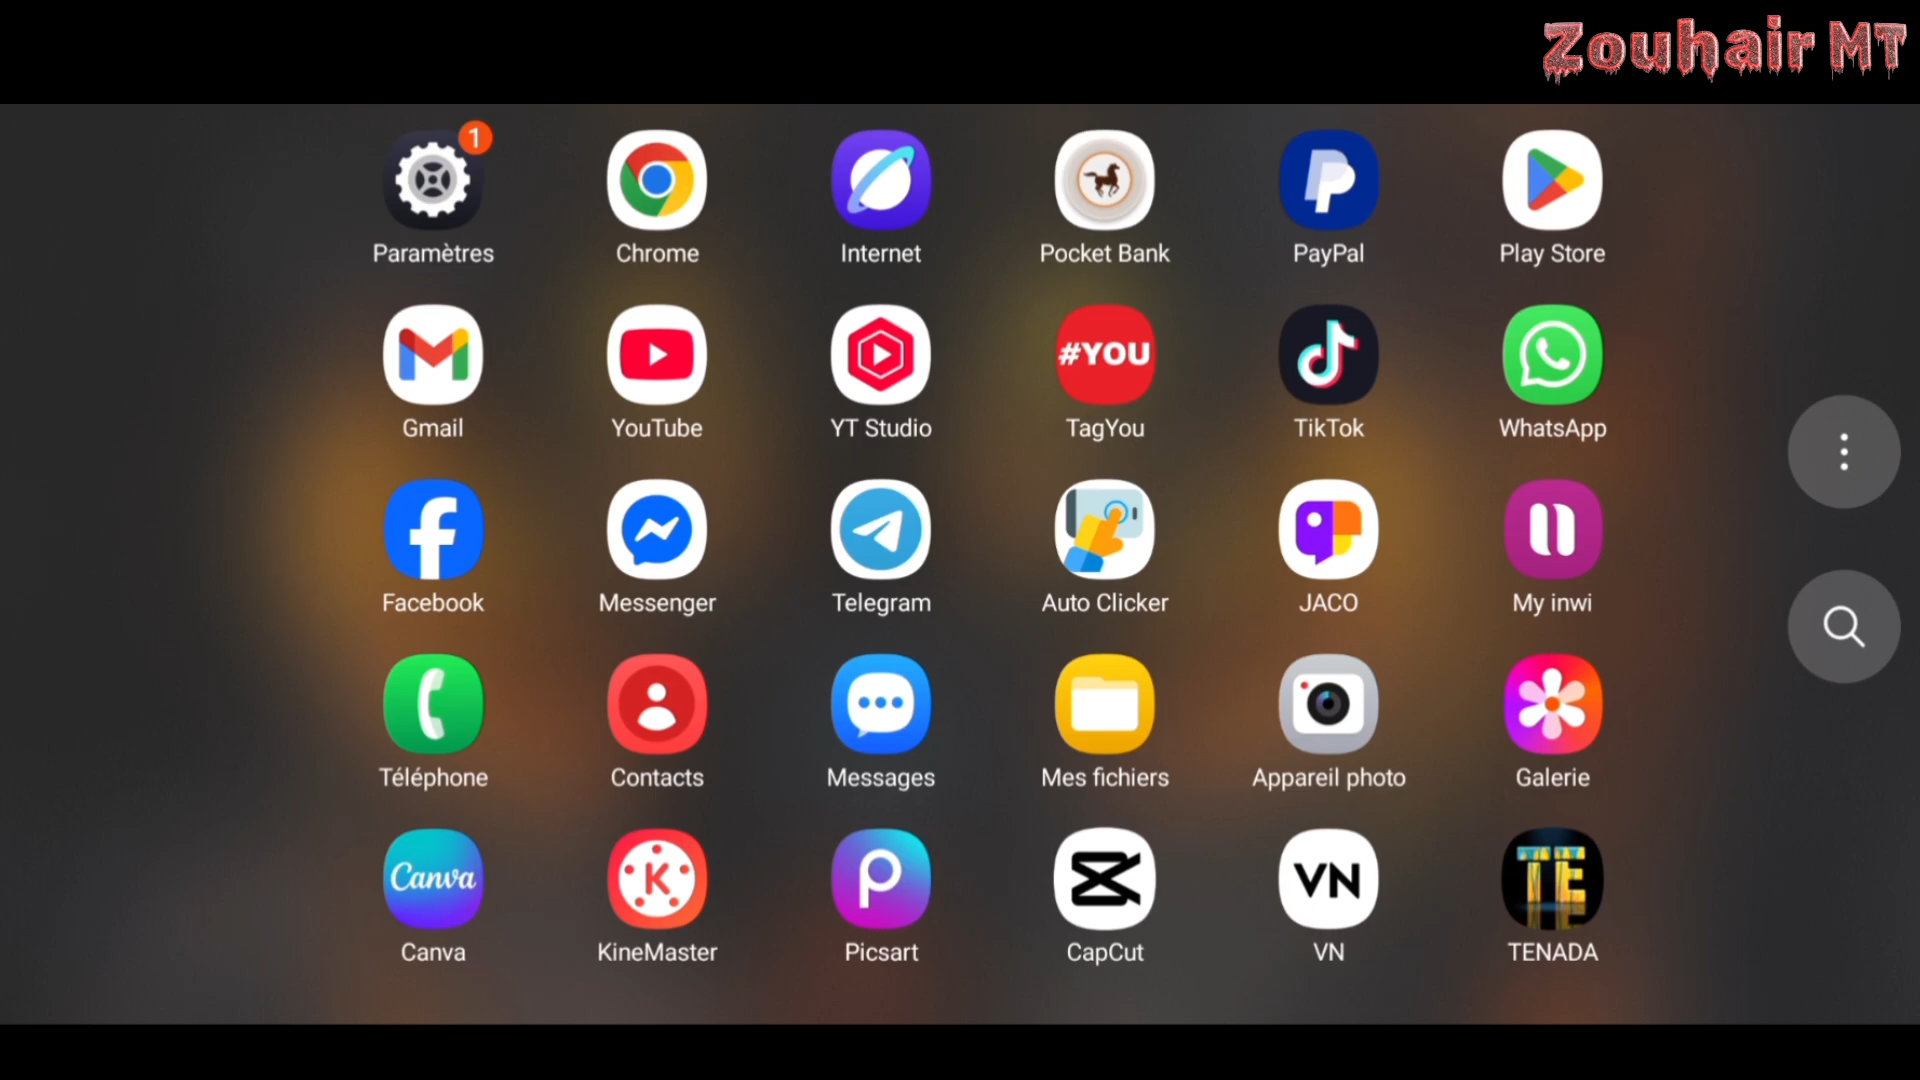 Zouhair MT
1
Paramètres Chrome Internet Pocket Bank PayPal Play Store
#YOU
Gmail YouTube YT Studio TagYou TikTok WhatsApp
Facebook Messenger Telegram Auto Clicker JACO My inwi
Téléphone Contacts Messages Mes fichiers Appareil photo Galerie
Canva K VN TE
Canva KineMaster Picsart CapCut VN TENADA